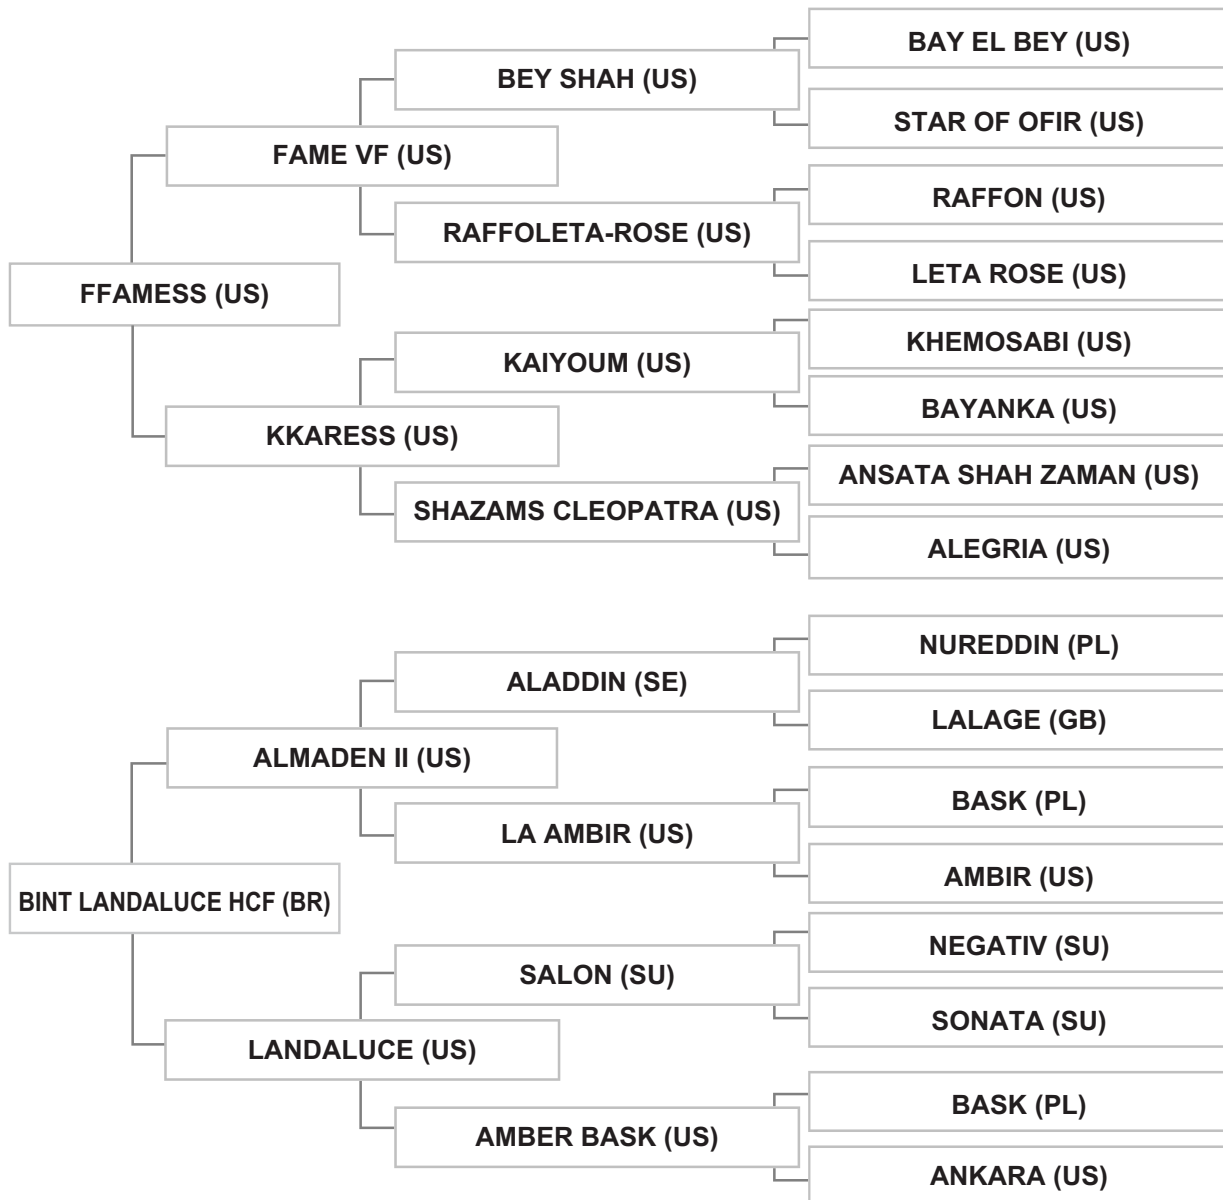 BAY EL BEY (US)
BEY SHAH (US)
STAR OF OFIR (US)
FAME VF (US)
RAFFON (US)
RAFFOLETA-ROSE (US)
LETA ROSE (US)
FFAMESS (US)
KHEMOSABI (US)
KAIYOUM (US)
BAYANKA (US)
KKARESS (US)
ANSATA SHAH ZAMAN (US)
SHAZAMS CLEOPATRA (US)
ALEGRIA (US)
NUREDDIN (PL)
ALADDIN (SE)
LALAGE (GB)
ALMADEN II (US)
BASK (PL)
LA AMBIR (US)
AMBIR (US)
BINT LANDALUCE HCF (BR)
NEGATIV (SU)
SALON (SU)
SONATA (SU)
LANDALUCE (US)
BASK (PL)
AMBER BASK (US)
ANKARA (US)